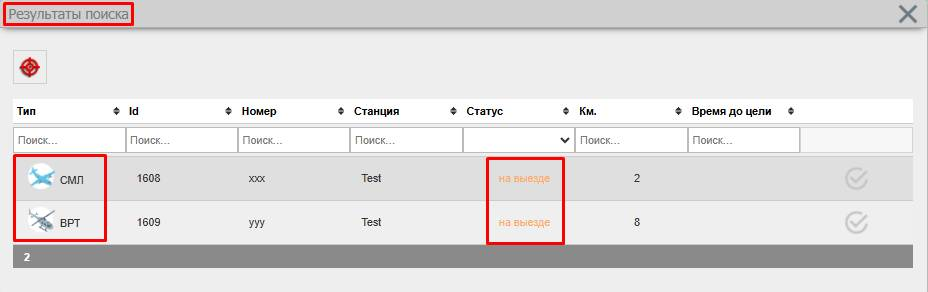 Результаты поиска
Тип Id Номер Станция Статус Км. Время до цели
Поиск... Поиск... Поиск... Поиск... Поиск... Поиск...
СМЛ 1608 xxx Test на выезде 2
ВРТ 1609 yyy Test на выезде 8
2